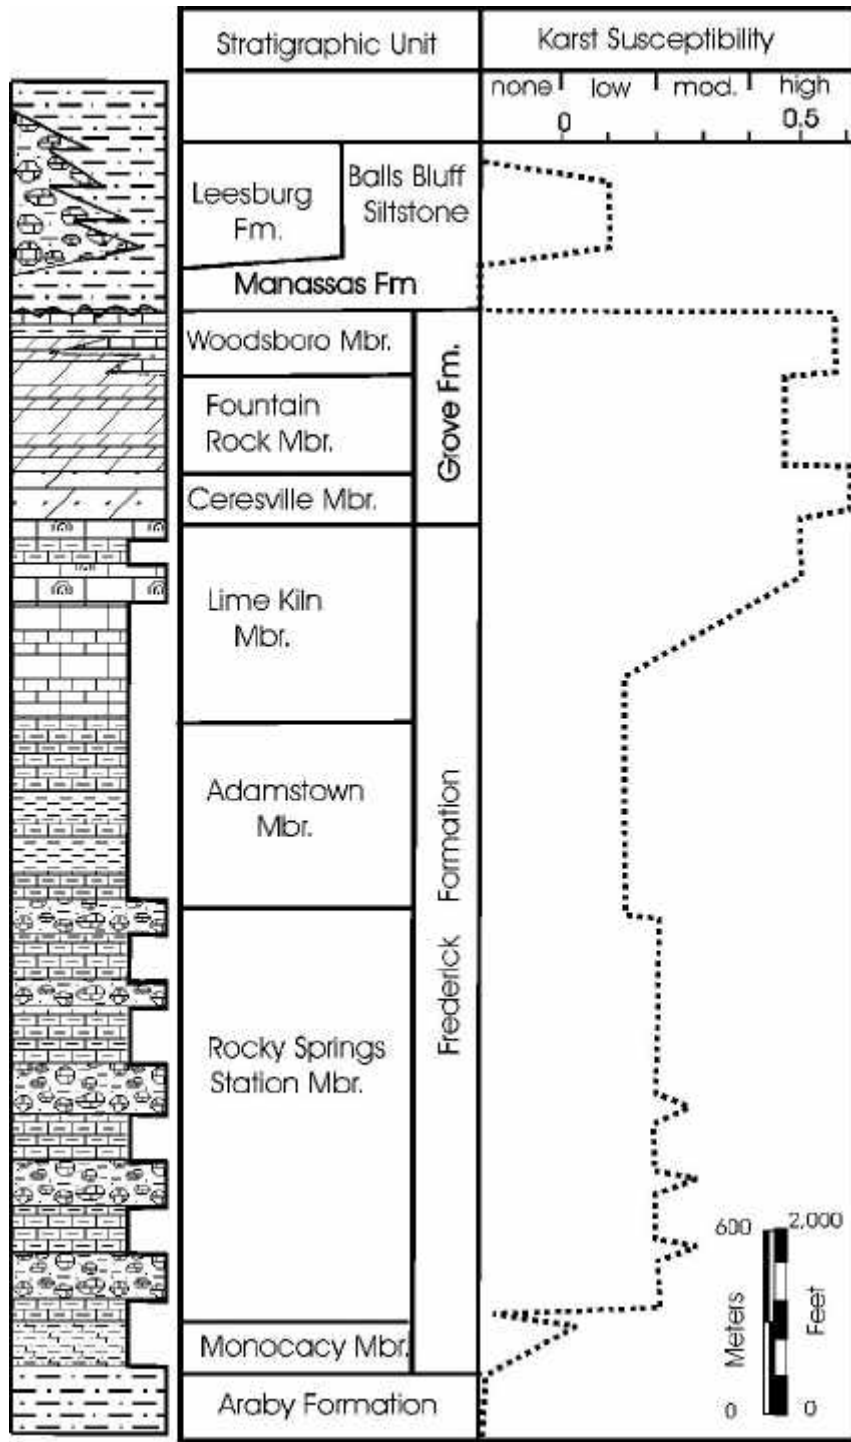 Stratigraphic Unit
Karst Susceptibility
none low mod. high
0 0.5
Leesburg
Fm.
Balls Bluff
Siltstone
Manassas Fm
Woodsboro Mbr.
Fountain
Rock Mbr.
Ceresville Mbr.
Grove Fm.
Lime Kiln
Mbr.
Adamstown
Mbr.
Rocky Springs
Station Mbr.
Monocacy Mbr.
Frederick Formation
Araby Formation
600 2,000
Meters
Feet
0 0